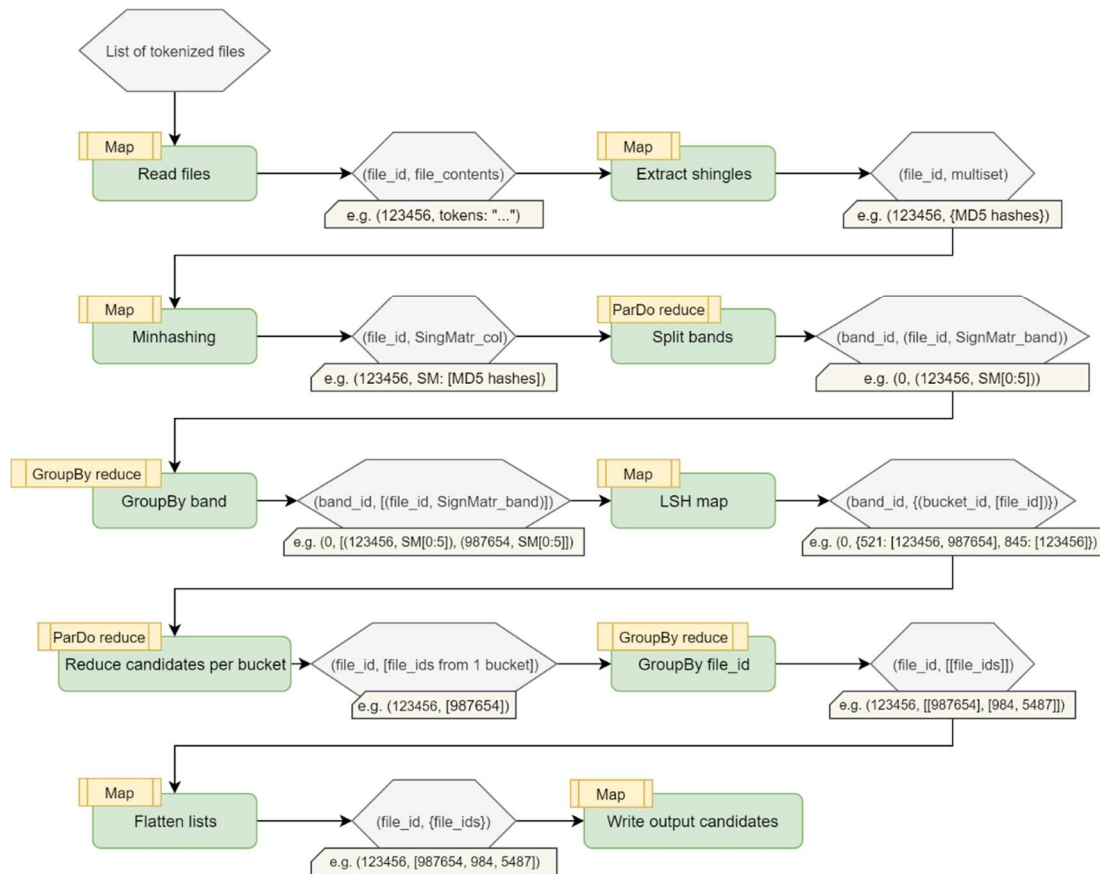 List of tokenized files
Map
Read files
(file_id, file_contents)
e.g. (123456, tokens: "...")
Map
Extract shingles
(file_id, multiset)
e.g. (123456, {MD5 hashes})
Map
Minhashing
(file_id, SingMatr_col)
e.g. (123456, SM: [MD5 hashes])
ParDo reduce
Split bands
(band_id, (file_id, SignMatr_band))
e.g. (0, (123456, SM[0:5]))
GroupBy reduce
GroupBy band
(band_id, [(file_id, SignMatr_band)])
e.g. (0, [(123456, SM[0:5]), (987654, SM[0:5]])
Map
LSH map
(band_id, {(bucket_id, [file_id])})
e.g. (0, {521: [123456, 987654], 845: [123456]})
ParDo reduce
Reduce candidates per bucket
(file_id, [file_ids from 1 bucket])
e.g. (123456, [987654])
GroupBy reduce
GroupBy file_id
(file_id, [[file_ids]])
e.g. (123456, [[987654], [984, 5487]])
Map
Flatten lists
(file_id, {file_ids})
e.g. (123456, [987654, 984, 5487])
Map
Write output candidates